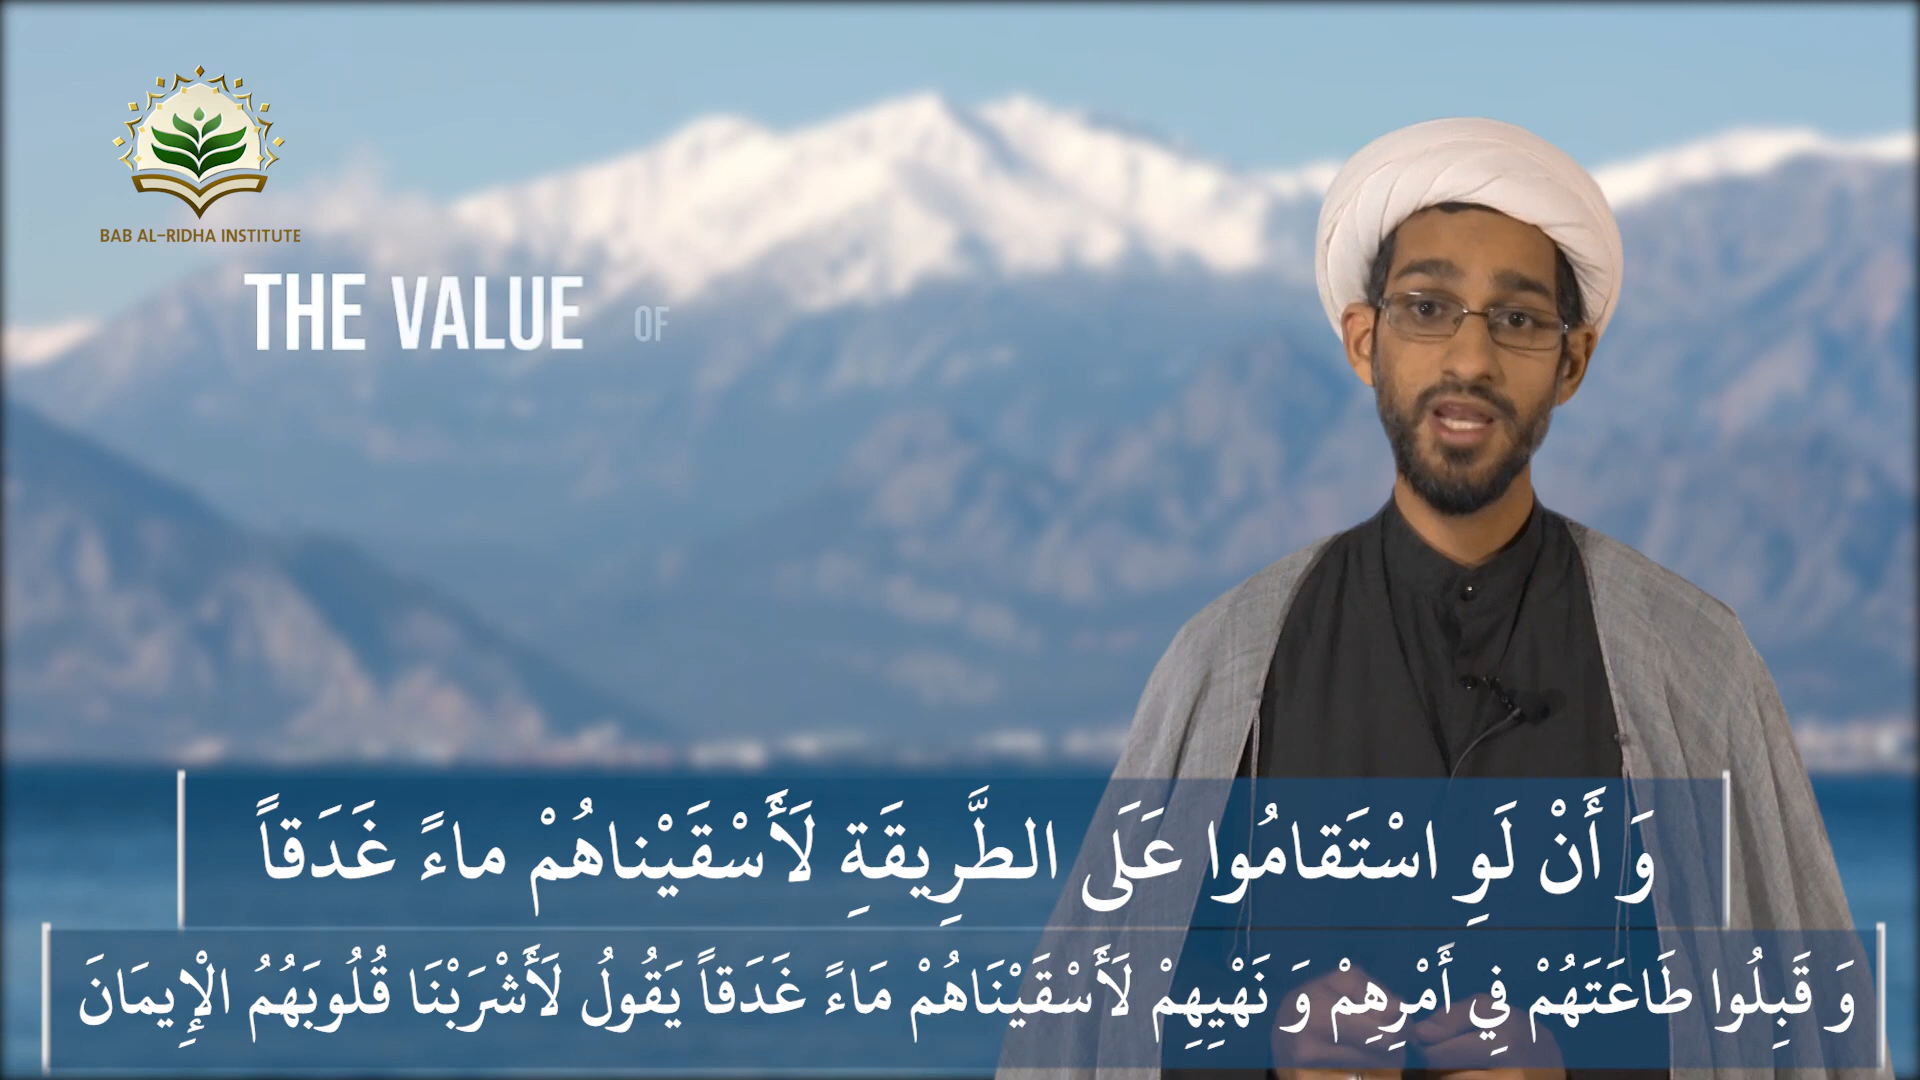 BAB AL-RIDHA INSTITUTE
THE VALUE OF
وَ أَنْ لَوِ اسْتَقامُوا عَلَى الطَّرِيقَةِ لَأَسْقَيْناهُمْ ماءً غَدَقاً
وَ قَبِلُوا طَاعَتَهُمْ فِي أَمْرِهِمْ وَ نَهْيِهِمْ لَأَسْقَيْنَاهُمْ مَاءً غَدَقاً يَقُولُ لَأَشْرَبْنَا قُلُوبَهُمُ الْإِيمَانَ